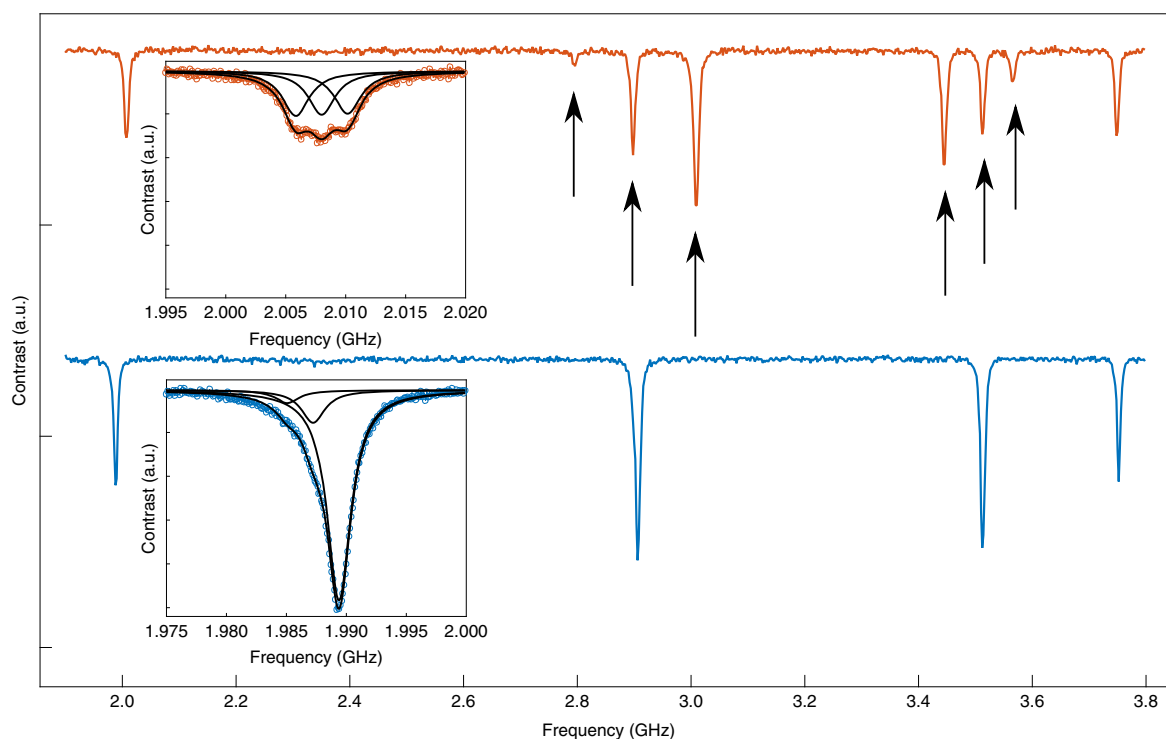 Contrast (a.u.)
Contrast (a.u.)
1.995 2.000 2.005 2.010 2.015 2.020
Frequency (GHz)
Contrast (a.u.)
1.975 1.980 1.985 1.990 1.995 2.000
Frequency (GHz)
2.0 2.2 2.4 2.6 2.8 3.0 3.2 3.4 3.6 3.8
Frequency (GHz)